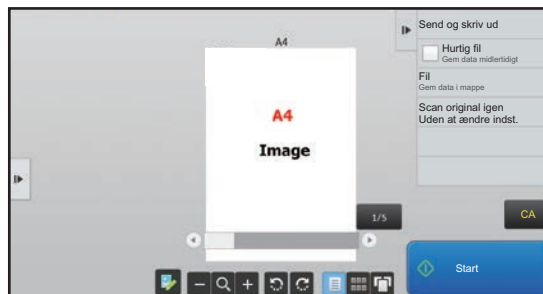 A4
A4
Image
1/5
Send og skriv ud
Hurtig fil
Gem data midlertidigt
Fil
Gem data i mappe
Scan original igen
Uden at ændre indst.
CA
Start